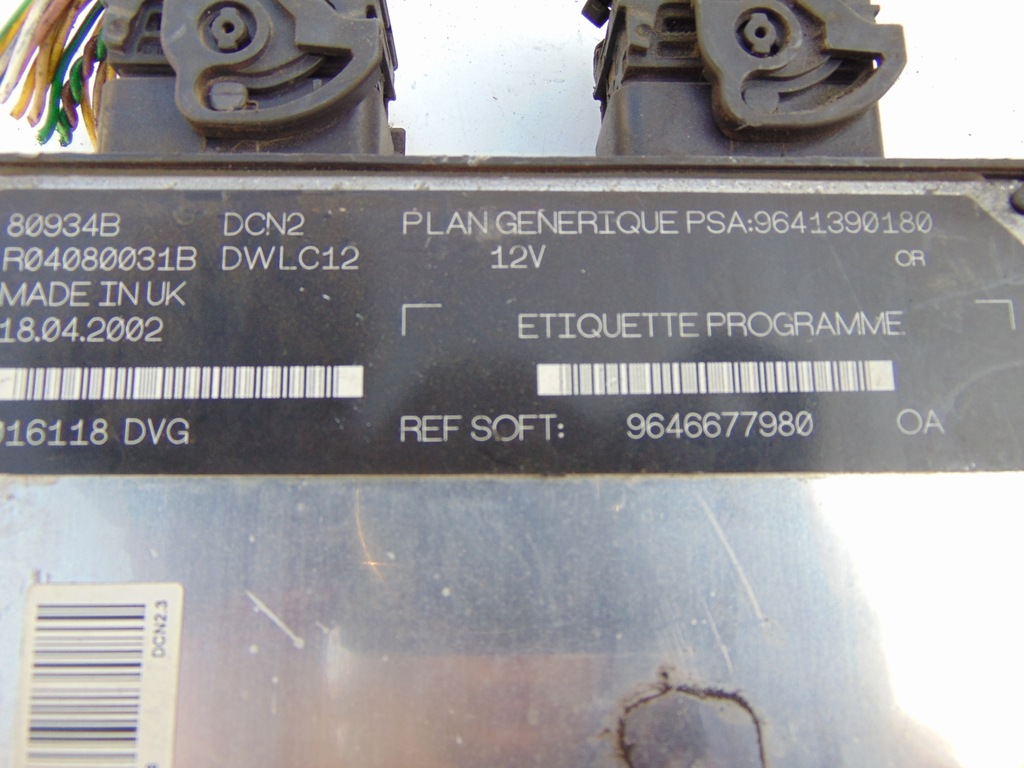 80934B DCN2 PLAN GENERIQUE PSA:9641390180
R04080031B DWLC12 12V OR
MADE IN UK
18.04.2002 ETIQUETTE PROGRAMME
16118 DVG REF SOFT: 9646677980 OA
DCN2.3